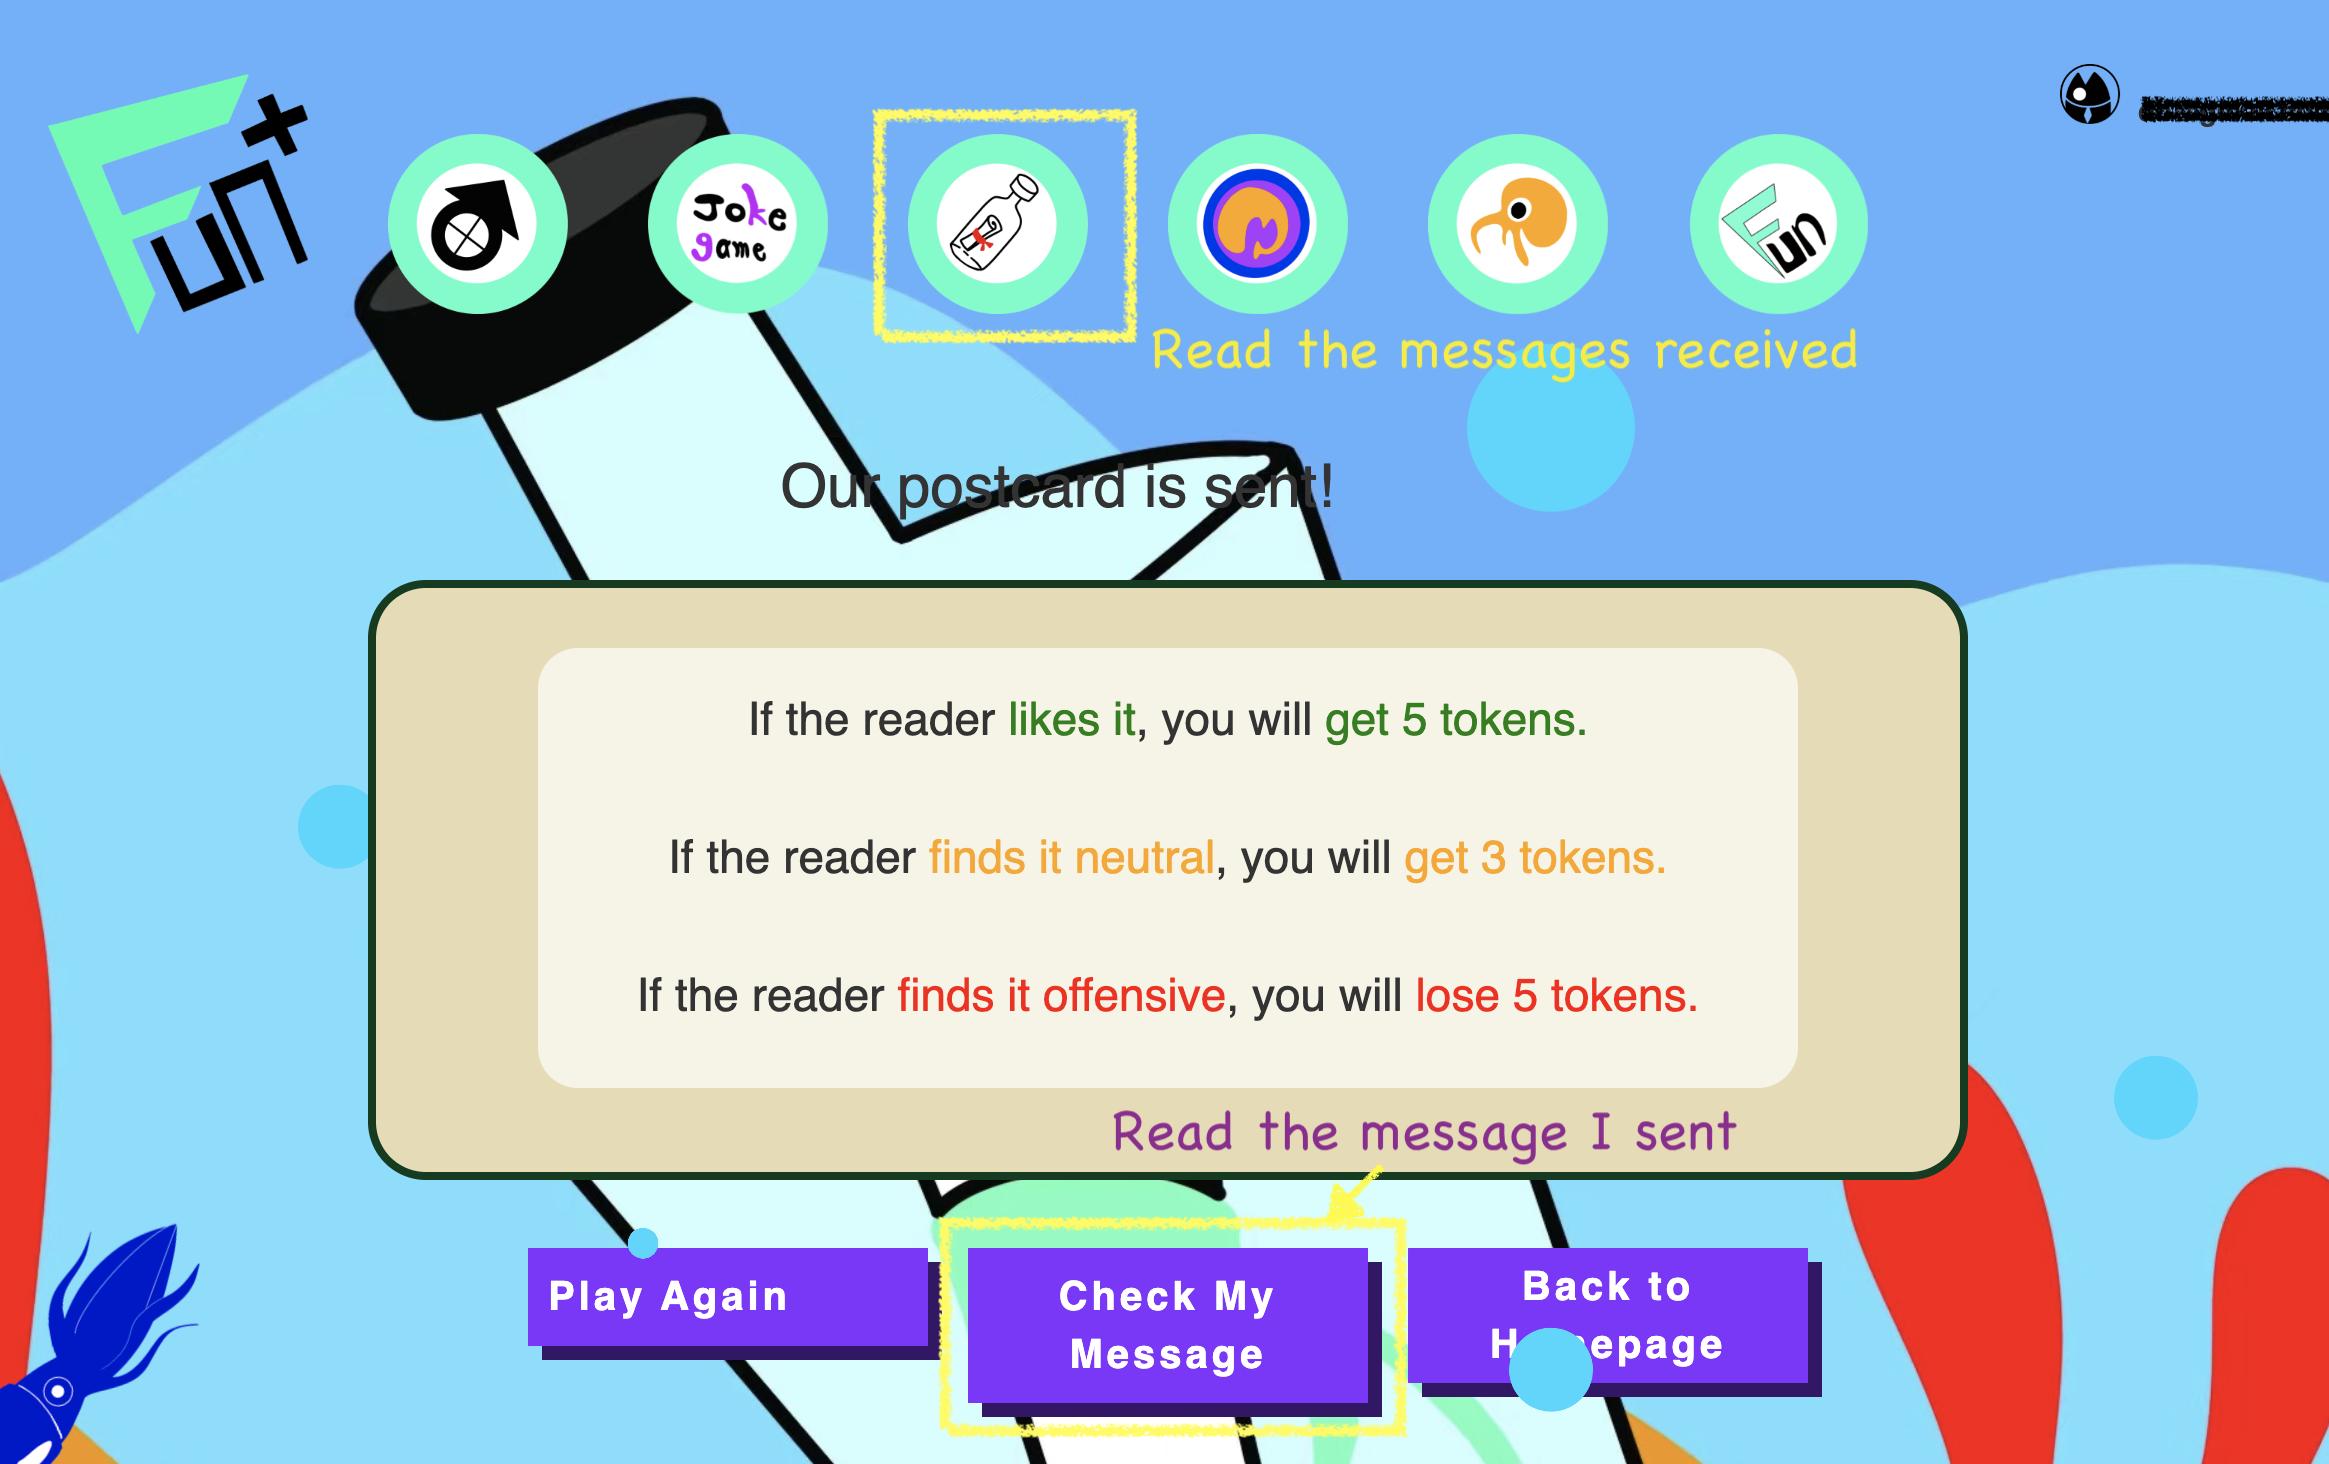 Fun+
Joke
game
Fun
Read the messages received
Our postcard is sent!
If the reader likes it, you will get 5 tokens.
If the reader finds it neutral, you will get 3 tokens.
If the reader finds it offensive, you will lose 5 tokens.
Read the message I sent
Play Again
Check My
Message
Back to